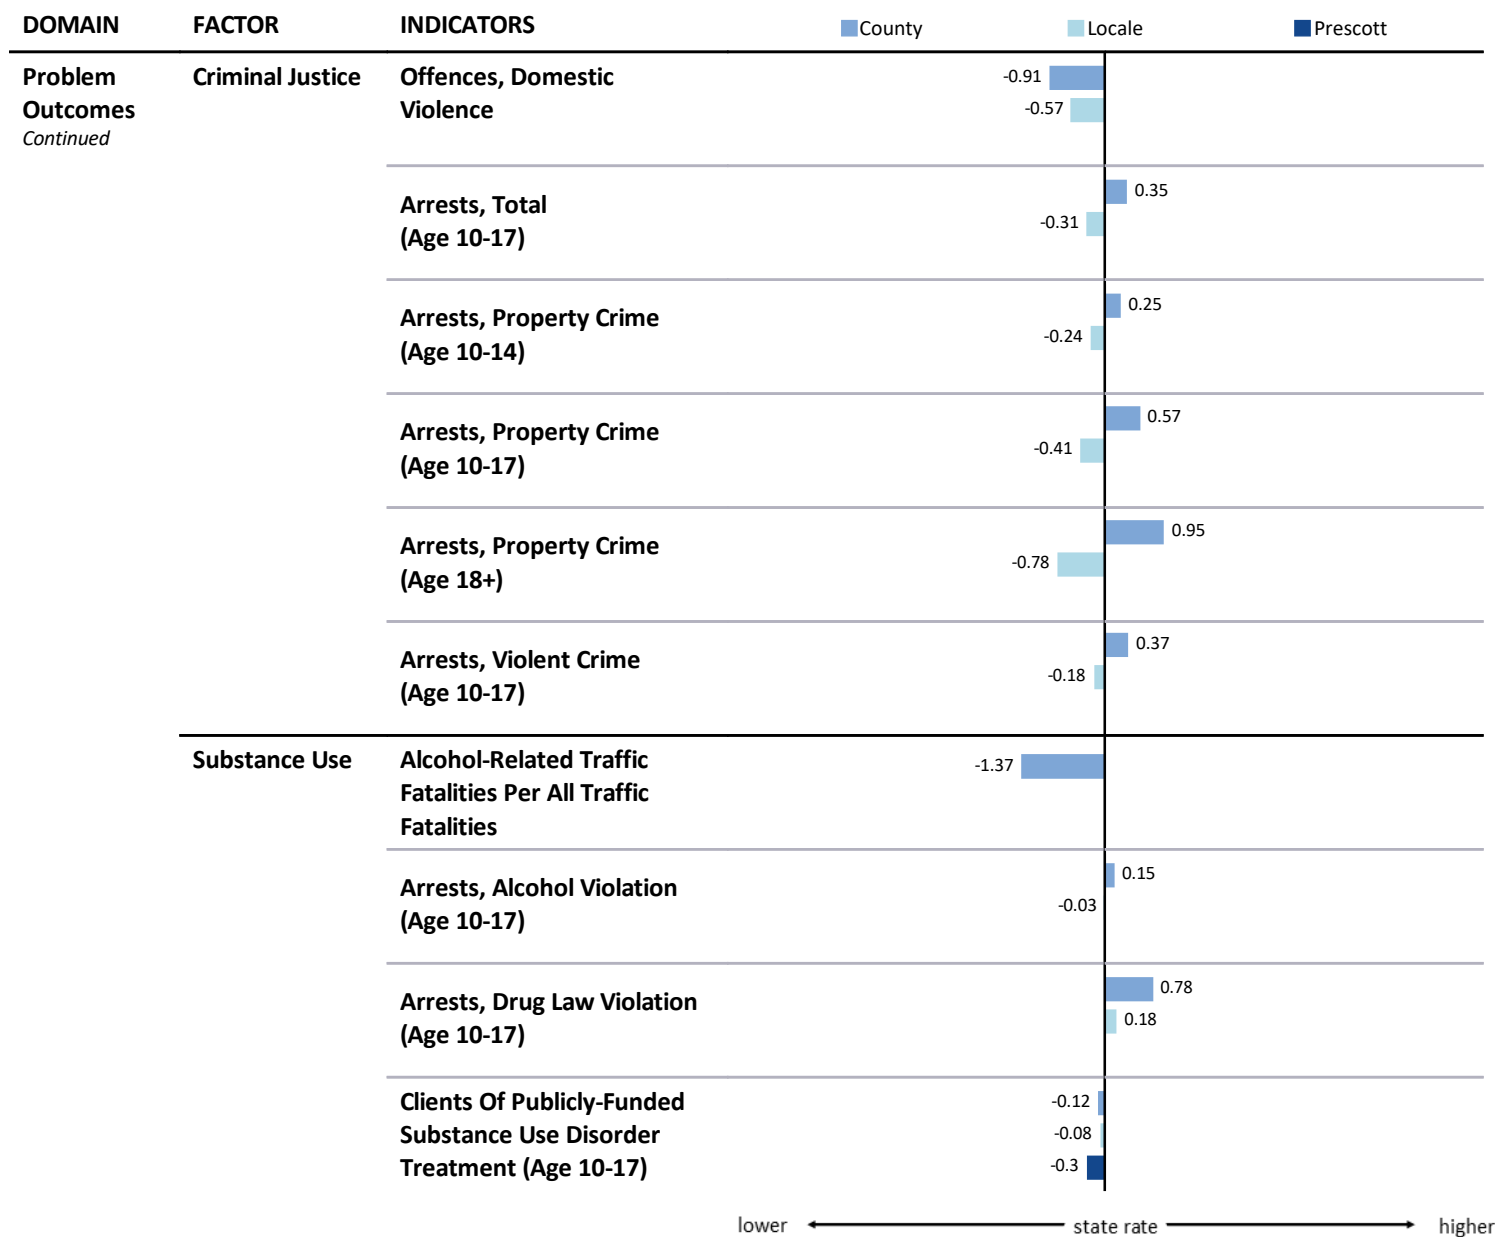 DOMAIN FACTOR INDICATORS County Locale Prescott
Problem Criminal Justice Offences, Domestic -0.91
Outcomes Violence -0.57
Continued
Arrests, Total 0.35
(Age 10-17) -0.31
Arrests, Property Crime 0.25
(Age 10-14) -0.24
Arrests, Property Crime 0.57
(Age 10-17) -0.41
Arrests, Property Crime 0.95
(Age 18+) -0.78
Arrests, Violent Crime 0.37
(Age 10-17) -0.18
Substance Use Alcohol-Related Traffic -1.37
Fatalities Per All Traffic
Fatalities
Arrests, Alcohol Violation 0.15
(Age 10-17) -0.03
Arrests, Drug Law Violation 0.78
(Age 10-17) 0.18
Clients Of Publicly-Funded -0.12
Substance Use Disorder -0.08
Treatment (Age 10-17) -0.3
lower state rate higher